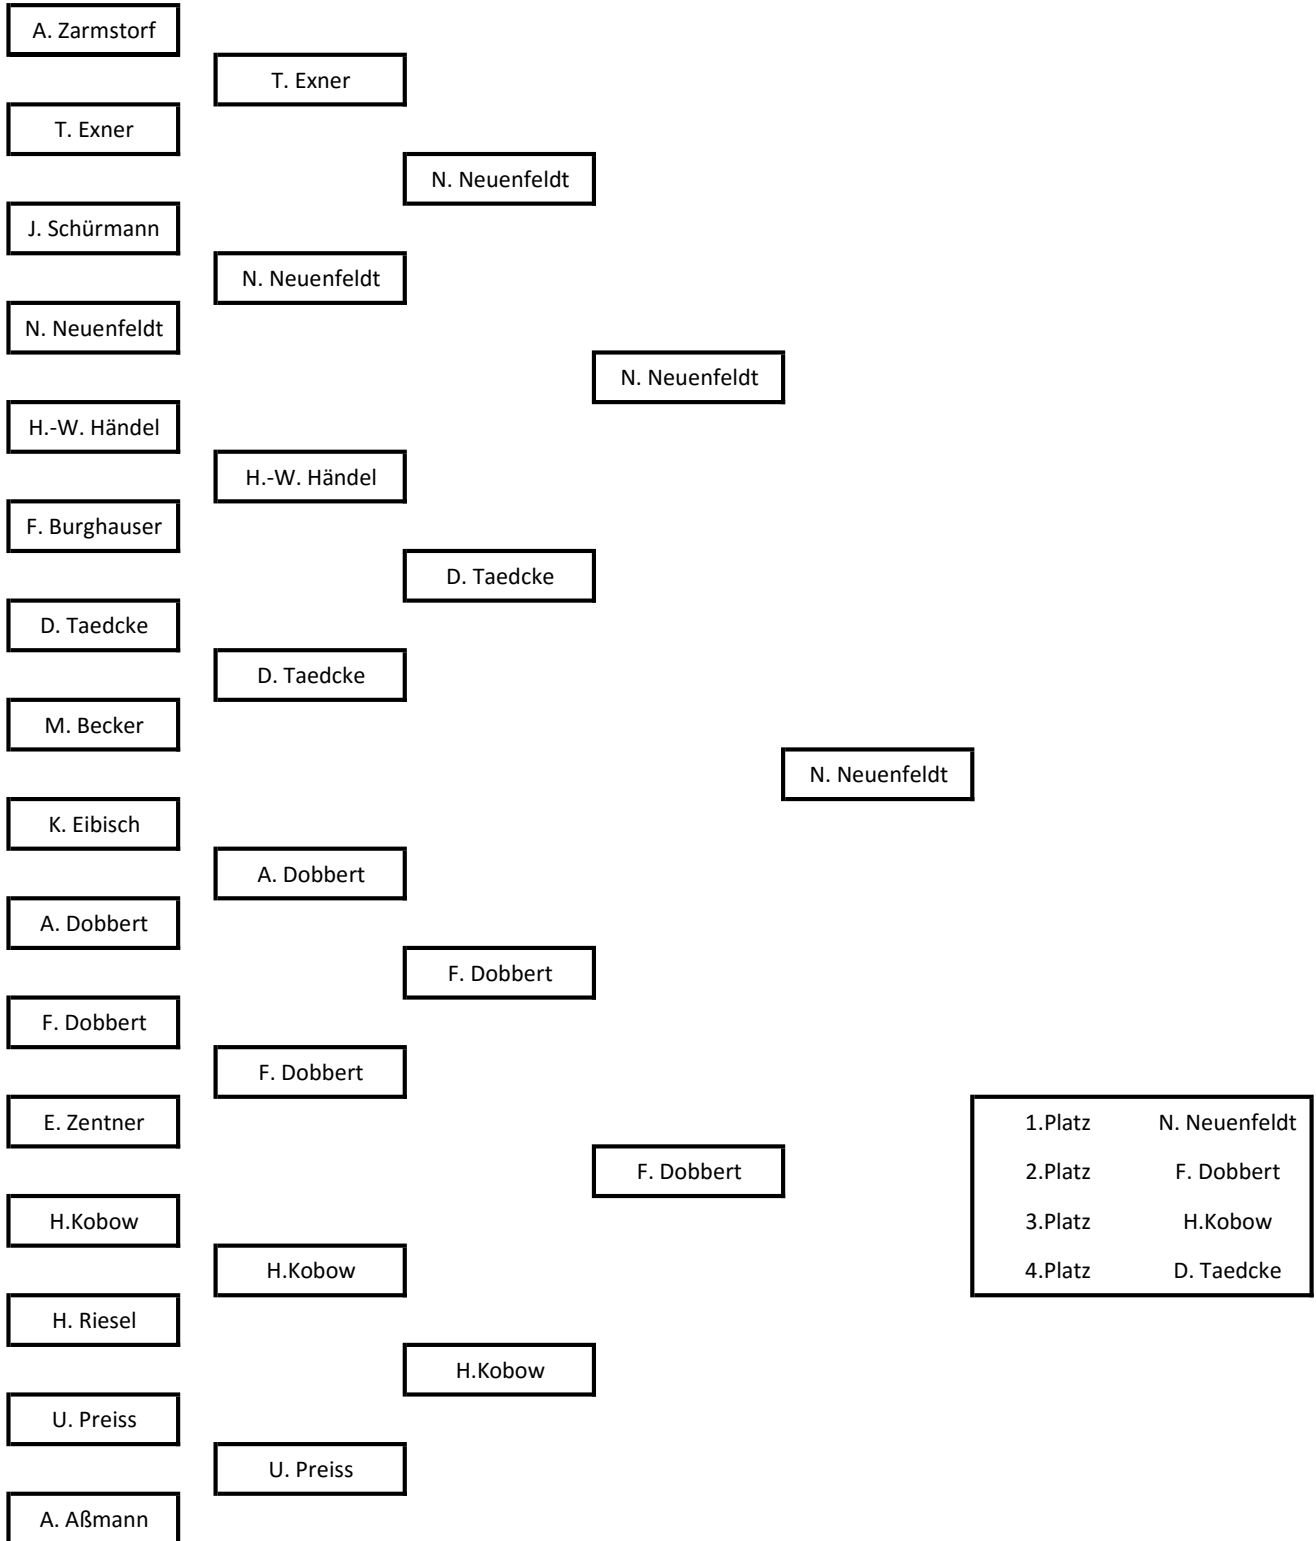 A. Zarmstorf
T. Exner
T. Exner
N. Neuenfeldt
J. Schürmann
N. Neuenfeldt
N. Neuenfeldt
N. Neuenfeldt
H.-W. Händel
H.-W. Händel
F. Burghauser
D. Taedcke
D. Taedcke
D. Taedcke
M. Becker
N. Neuenfeldt
K. Eibisch
A. Dobbert
A. Dobbert
F. Dobbert
F. Dobbert
F. Dobbert
E. Zentner
1.Platz N. Neuenfeldt
F. Dobbert
2.Platz F. Dobbert
H.Kobow
3.Platz H.Kobow
H.Kobow
4.Platz D. Taedcke
H. Riesel
H.Kobow
U. Preiss
U. Preiss
A. Aßmann